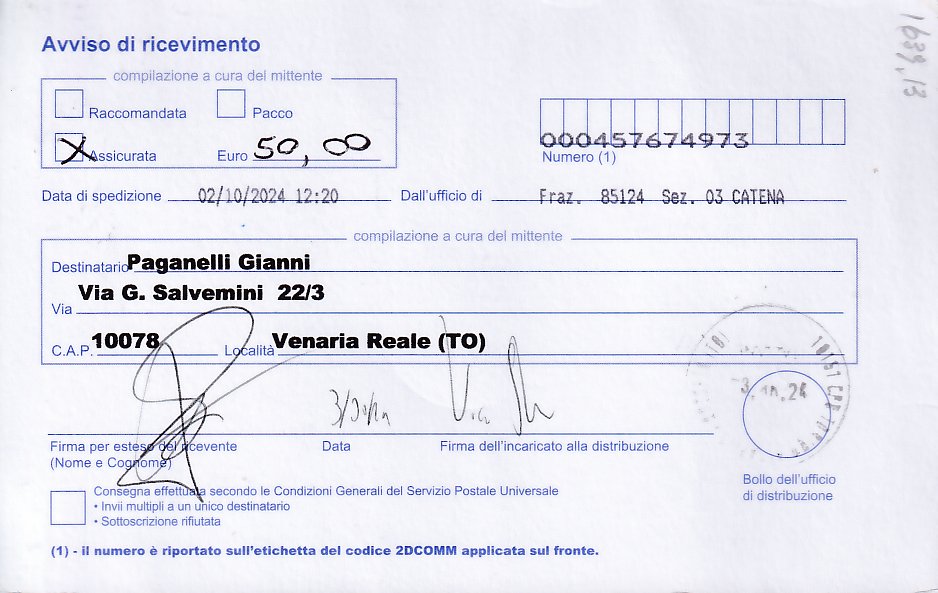 1639,13
Avviso di ricevimento
compilazione a cura del mittente
Raccomandata Pacco
X Assicurata Euro 50,00
000457674973
Numero (1)
Data di spedizione 02/10/2024 12:20 Dall'ufficio di Fraz. 85124 Sez. 03 CATENA
compilazione a cura del mittente
Destinatario Paganelli Gianni
Via Via G. Salvemini 22/3
C.A.P. 10078 Località Venaria Reale (TO)
3.10.24
Firma per esteso del ricevente Data Firma dell'incaricato alla distribuzione
(Nome e Cognome)
Bollo dell'ufficio
di distribuzione
Consegna effettuata secondo le Condizioni Generali del Servizio Postale Universale
• Invii multipli a un unico destinatario
• Sottoscrizione rifiutata
(1) - il numero è riportato sull'etichetta del codice 2DCOMM applicata sul fronte.